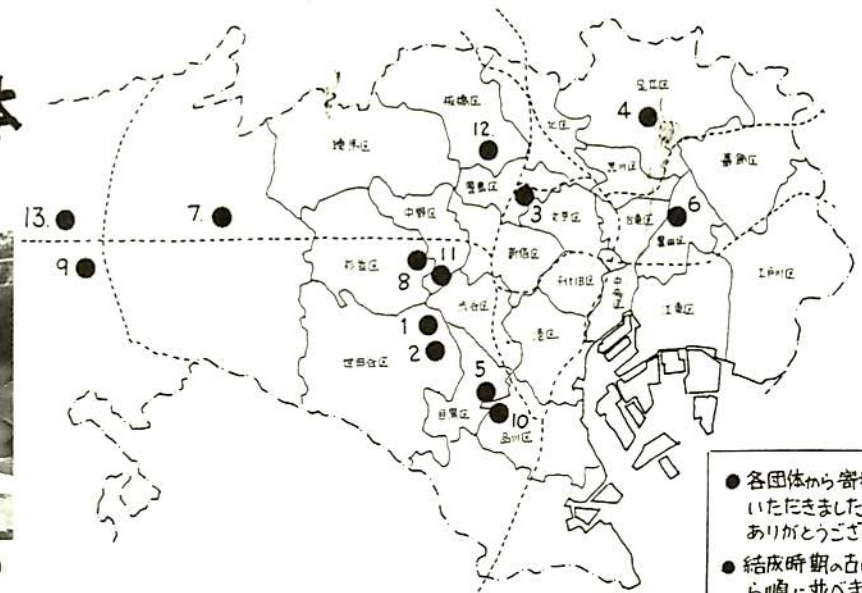 本
足立区
板橋区
4
北区
練馬区
12.
荒川区
葛飾区
豊島区
3
中野区
文京区
台東区
6
13.
7.
墨田区
杉並区
8
11
新宿区
千代田区
中央区
江戸川区
9
渋谷区
江東区
1
港区
世田谷区
2
5
目黒区
10
品川区
● 各団体から寄
いただきました
ありがとうござ
● 結成時期の古
ら順に並べま